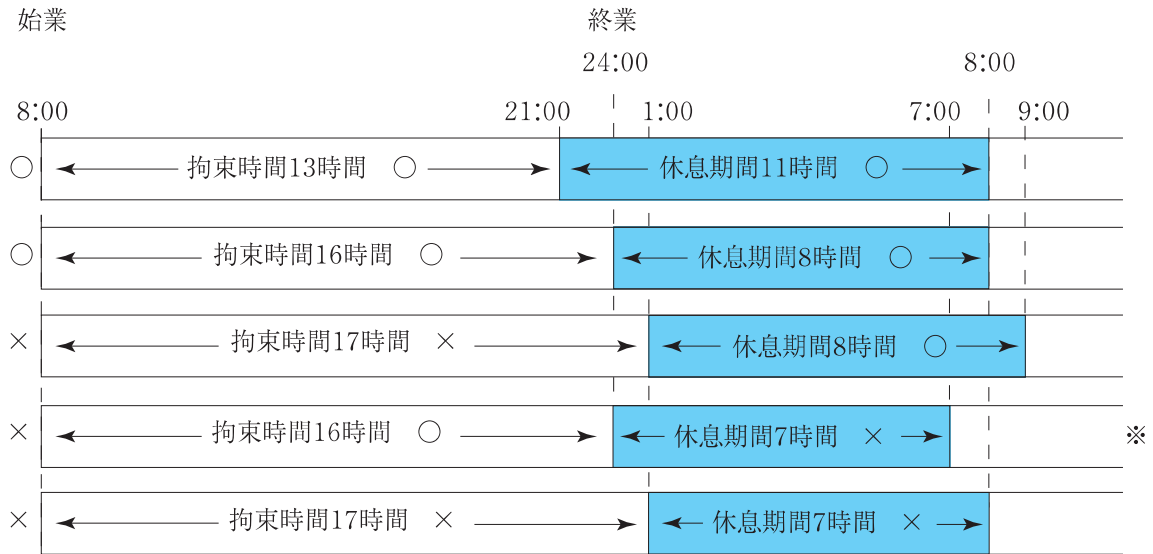 始業 終業
24:00 8:00
8:00 21:00 1:00 7:00 9:00
○ 拘束時間13時間 ○ 休息期間11時間 ○
○ 拘束時間16時間 ○ 休息期間8時間 ○
× 拘束時間17時間 × 休息期間8時間 ○
× 拘束時間16時間 ○ 休息期間7時間 × ※
× 拘束時間17時間 × 休息期間7時間 ×